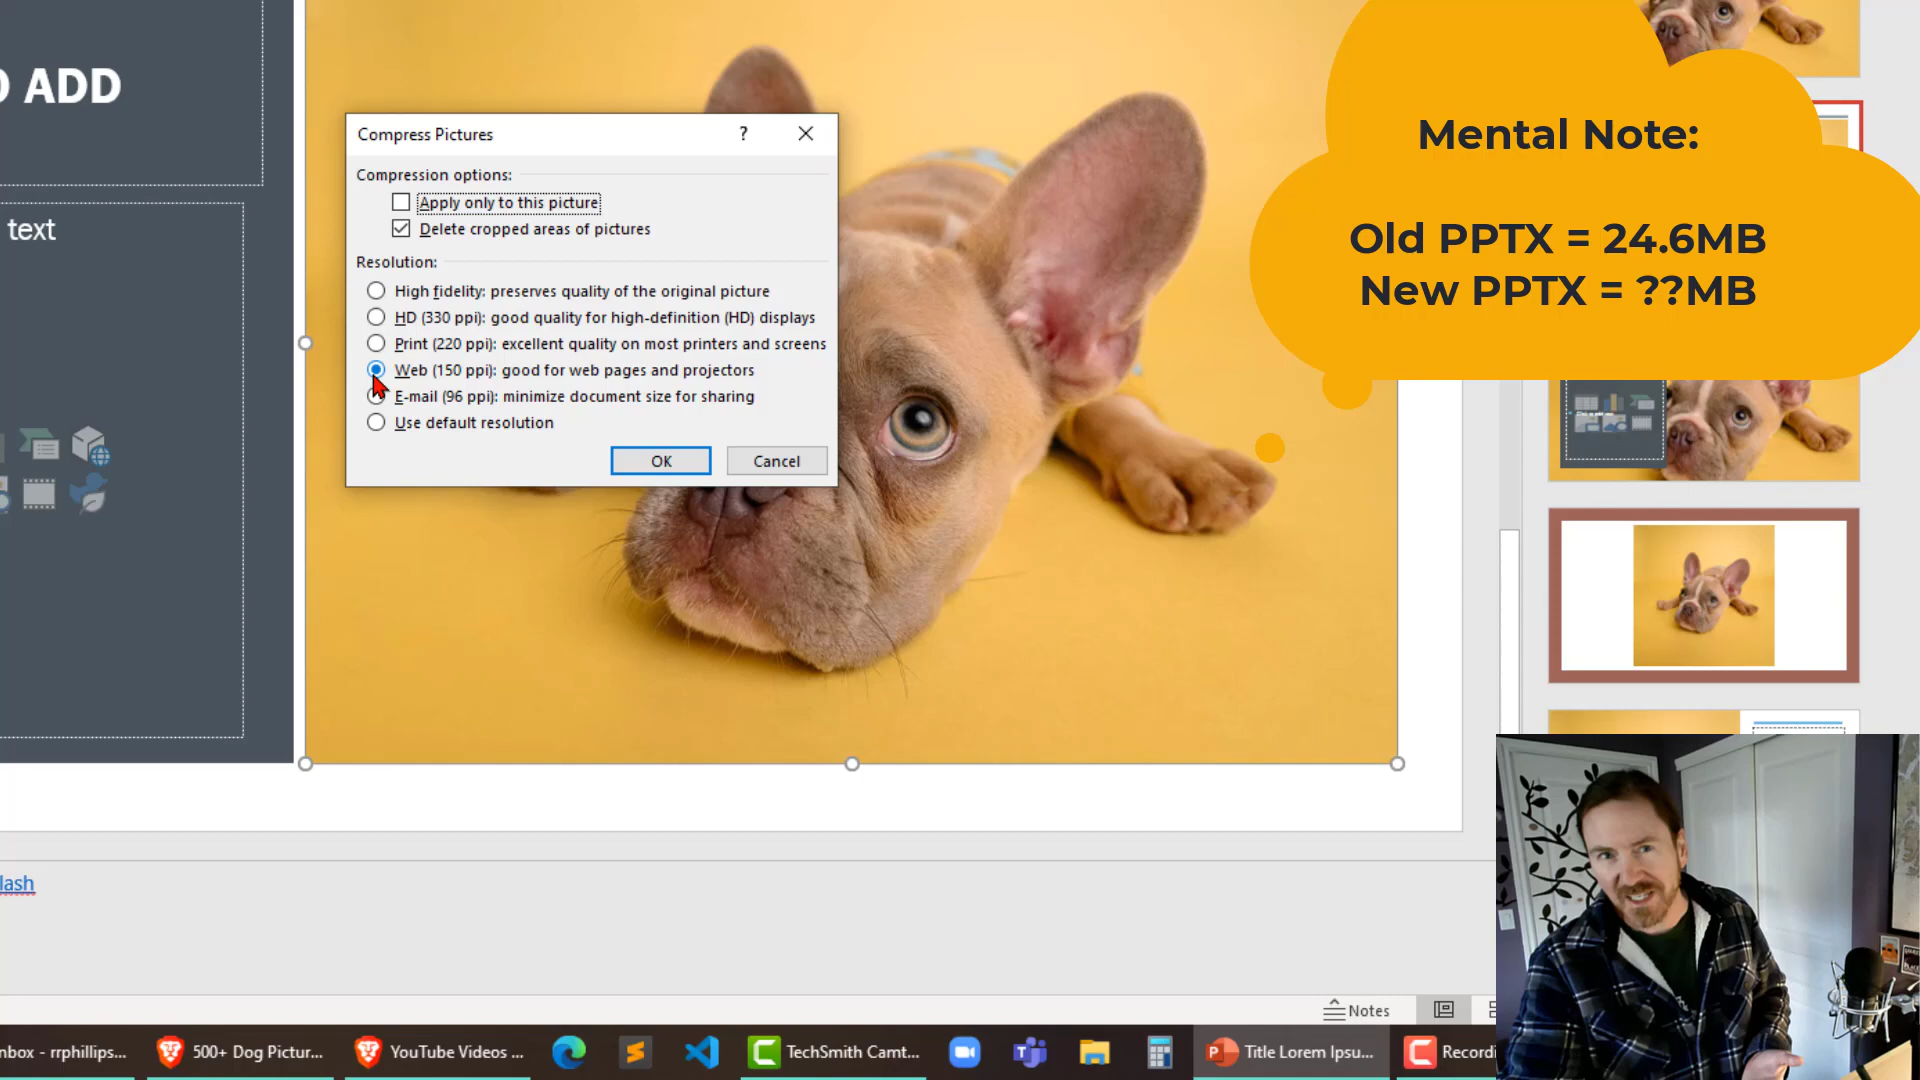 ADD
text
Compress Pictures
?
Compression options:
Apply only to this picture
Delete cropped areas of pictures
Resolution:
High fidelity: preserves quality of the original picture
HD (330 ppi): good quality for high-definition (HD) displays
Print (220 ppi): excellent quality on most printers and screens
Web (150 ppi): good for web pages and projectors
E-mail (96 ppi): minimize document size for sharing
Use default resolution
OK
Cancel
Mental Note:
Old PPTX = 24.6MB
New PPTX = ??MB
lash
Notes
nbox - rrphillips...
500+ Dog Pictur...
YouTube Videos ...
TechSmith Camt...
Title Lorem Ipsu...
Recordi